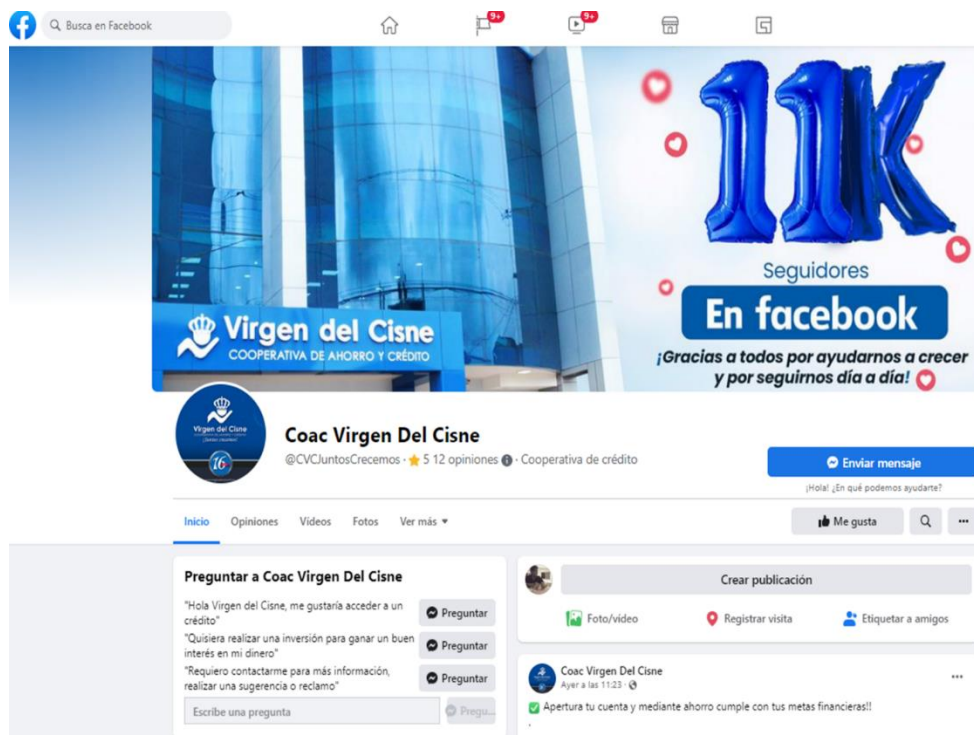 Busca en Facebook
9+
9+
11K
Seguidores
En facebook
¡Gracias a todos por ayudarnos a crecer
y por seguirnos día a día!
Virgen del Cisne
COOPERATIVA DE AHORRO Y CRÉDITO
Virgen del Cisne
16
Coac Virgen Del Cisne
@CVCJuntosCrecemos · 5 12 opiniones · Cooperativa de crédito
Enviar mensaje
¡Hola! ¿En qué podemos ayudarte?
Inicio Opiniones Videos Fotos Ver más
Me gusta
Preguntar a Coac Virgen Del Cisne
"Hola Virgen del Cisne, me gustaría acceder a un
crédito"
Preguntar
"Quisiera realizar una inversión para ganar un buen
interés en mi dinero"
Preguntar
"Requiero contactarme para más información,
realizar una sugerencia o reclamo"
Preguntar
Escribe una pregunta
Pregu...
Crear publicación
Foto/video Registrar visita Etiquetar a amigos
Coac Virgen Del Cisne
Ayer a las 11:23 ·
Apertura tu cuenta y mediante ahorro cumple con tus metas financieras!!
.